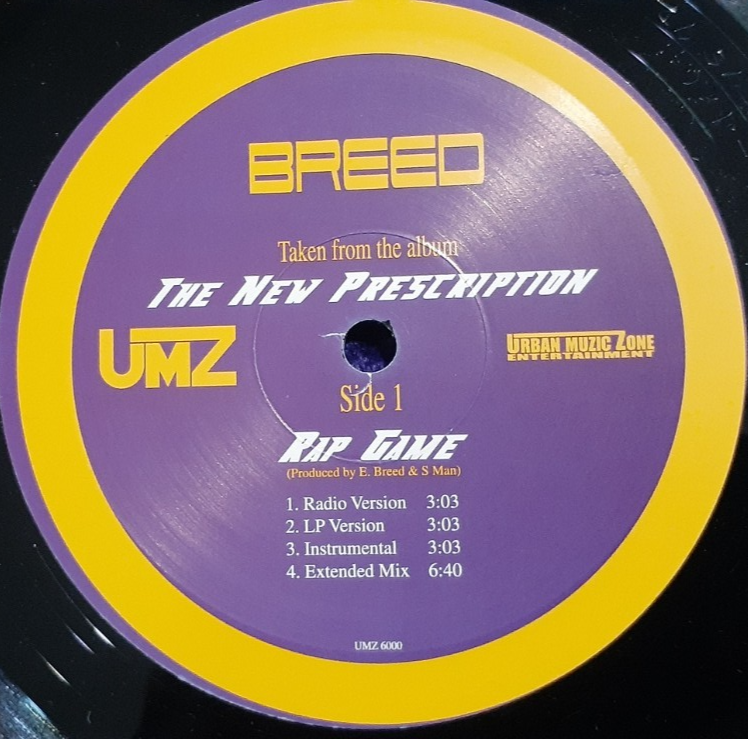 BREED
Taken from the album
THE NEW PRESCRIPTION
UMZ
URBAN MUZIC ZONE
ENTERTAINMENT
Side 1
RAP GAME
(Produced by E. Breed & S Man)
1. Radio Version 3:03
2. LP Version 3:03
3. Instrumental 3:03
4. Extended Mix 6:40
UMZ 6000